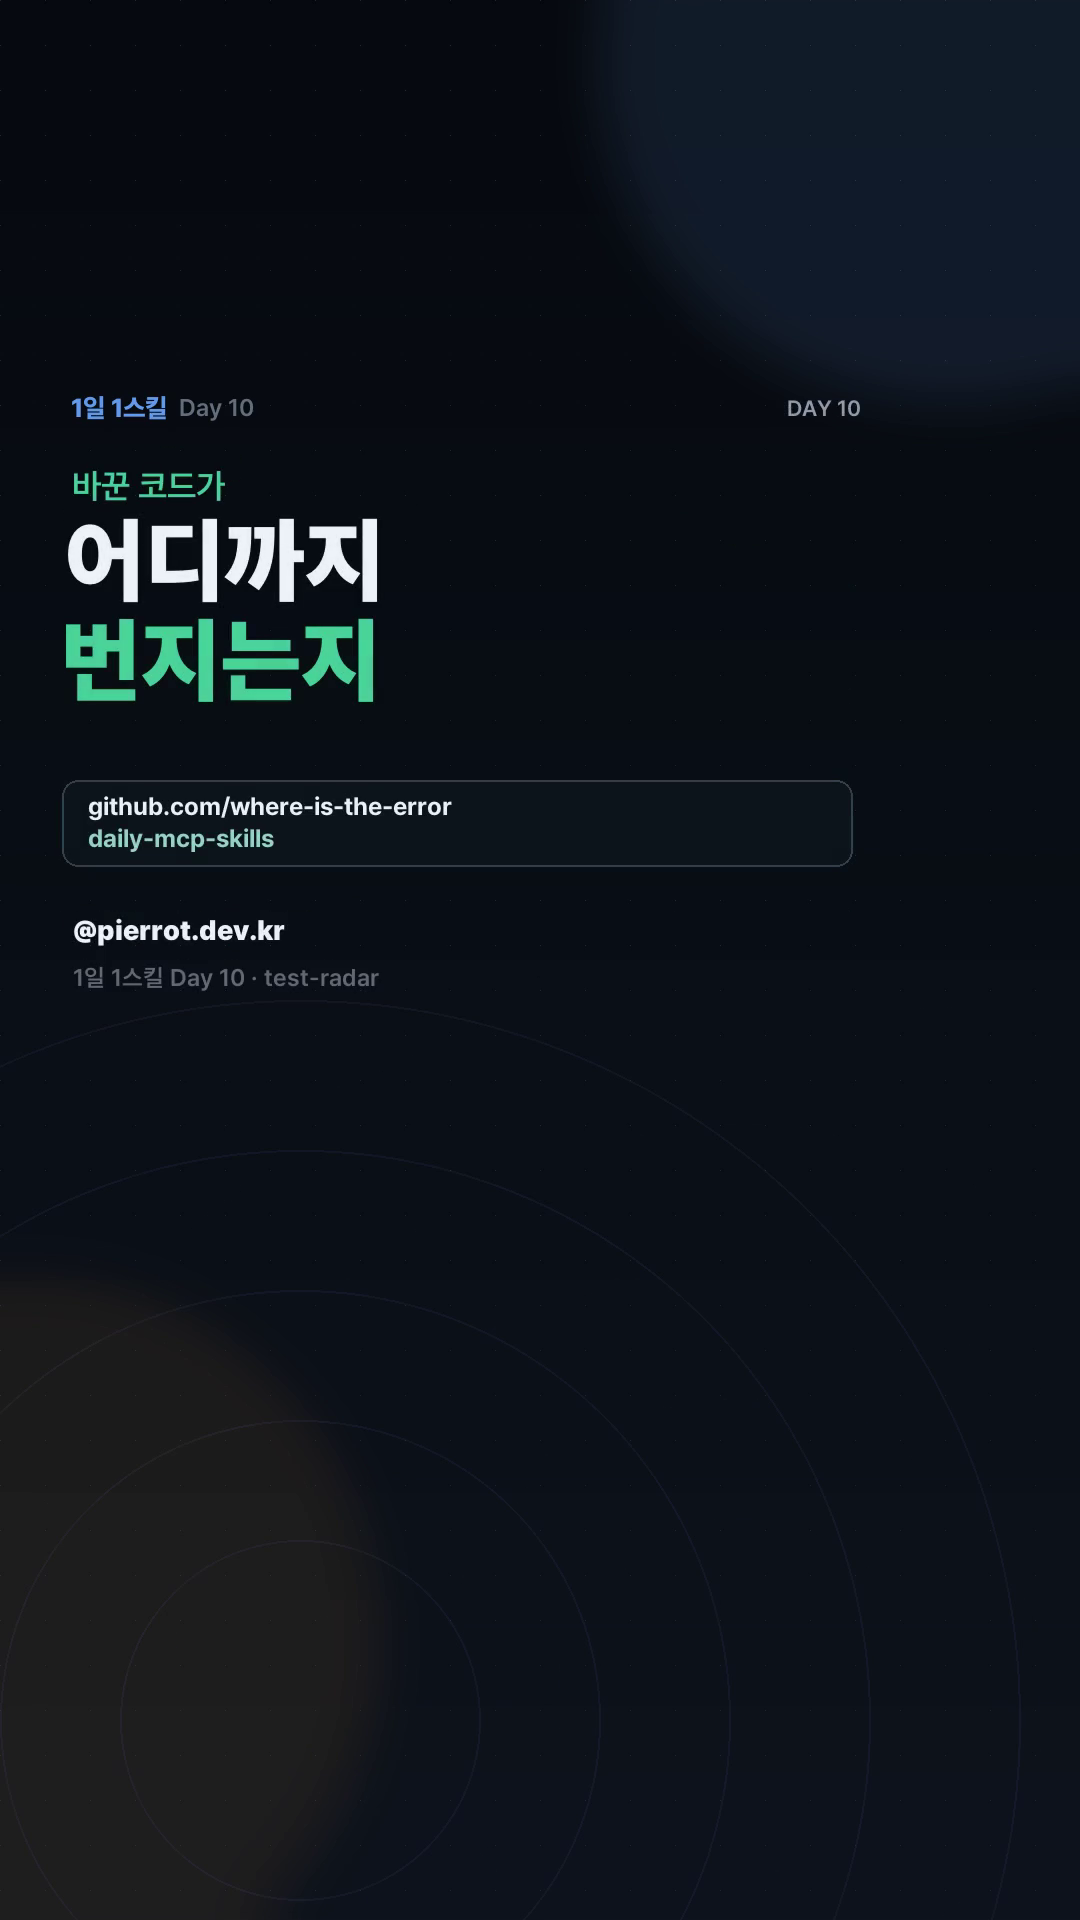 1일 1스킬 Day 10
DAY 10
바꾼 코드가
어디까지
번지는지
github.com/where-is-the-error
daily-mcp-skills
@pierrot.dev.kr
1일 1스킬 Day 10 · test-radar